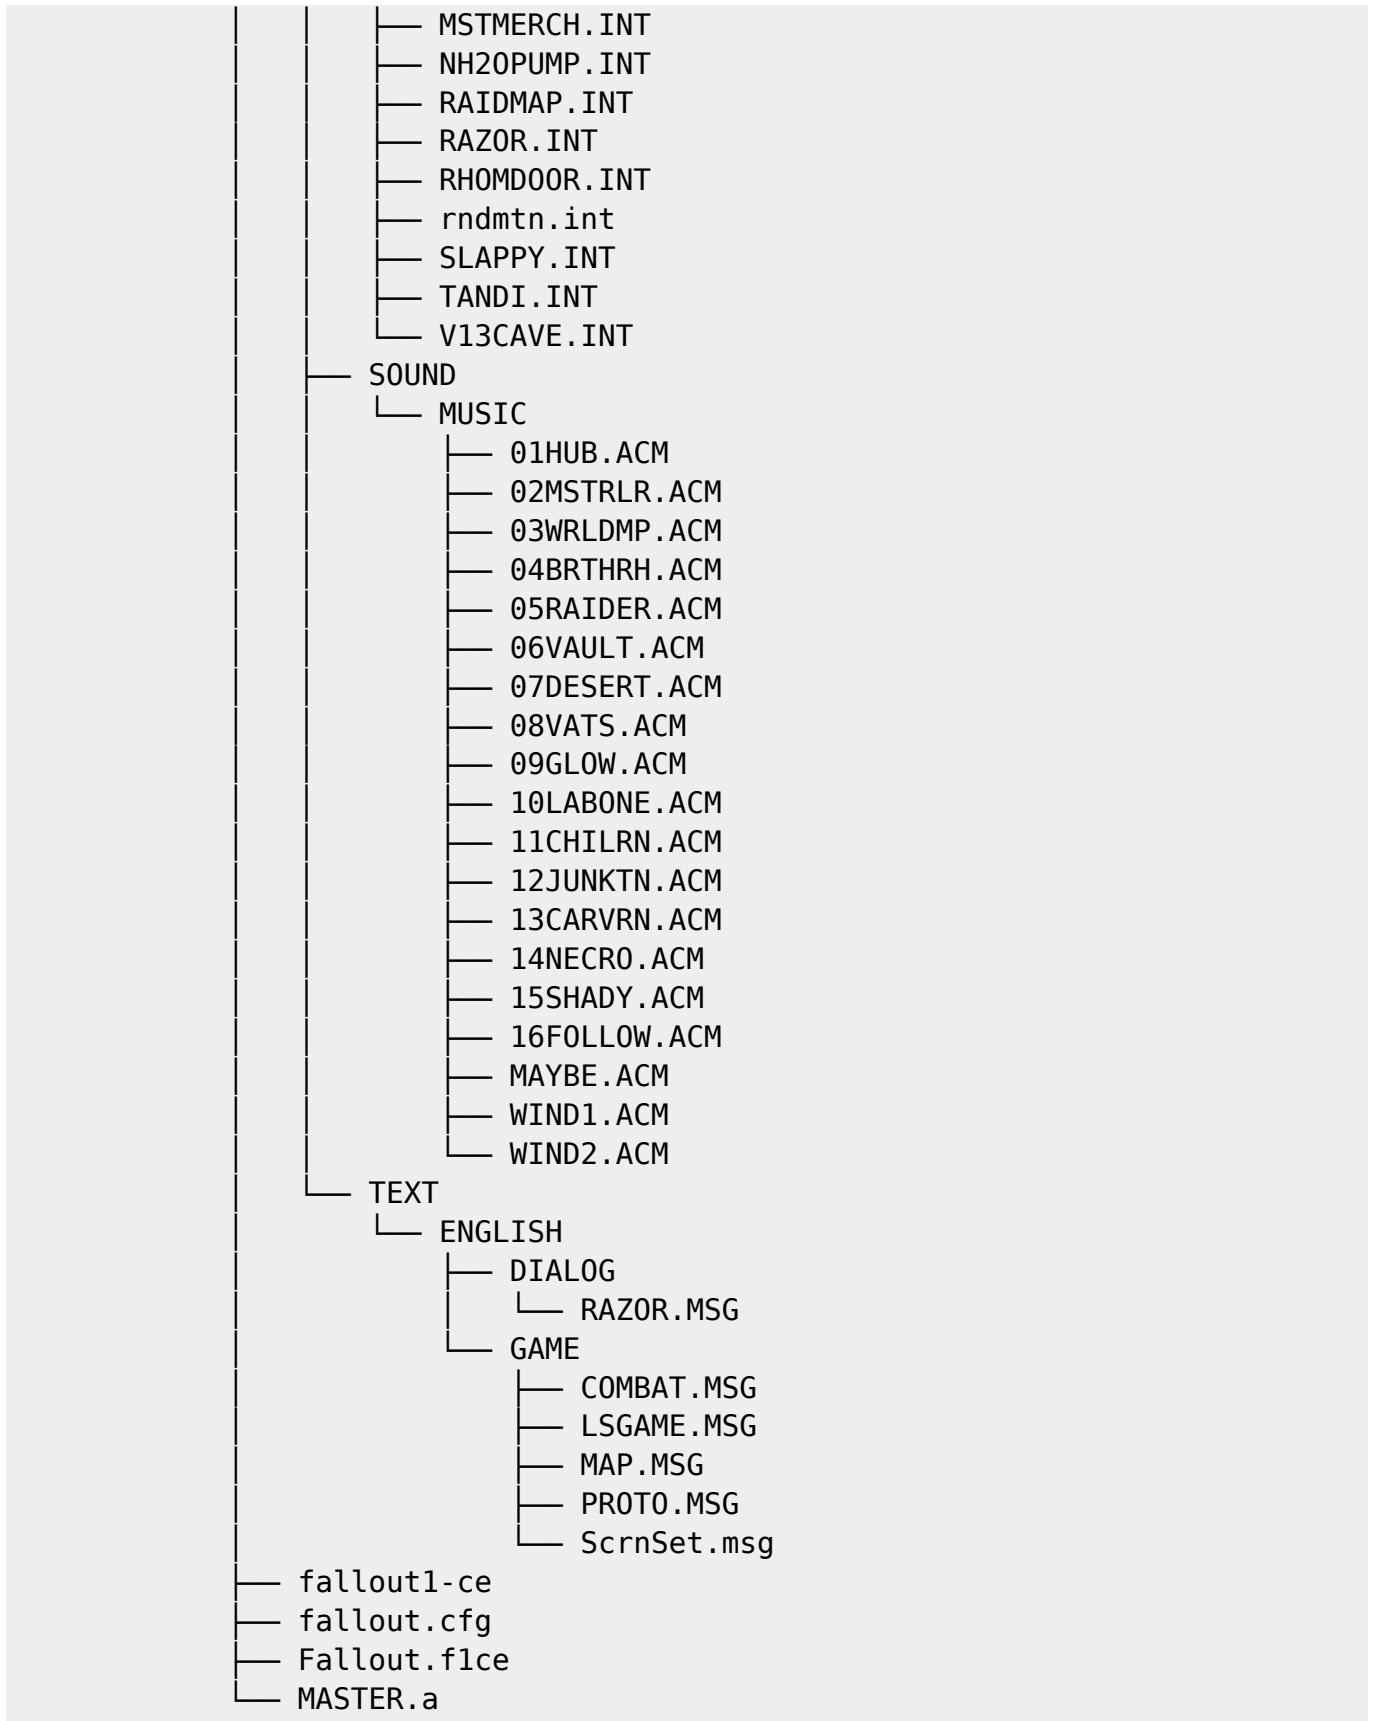 │   │   ├── MSTMERCH.INT
│   │   ├── NH2OPUMP.INT
│   │   ├── RAIDMAP.INT
│   │   ├── RAZOR.INT
│   │   ├── RHOMDOOR.INT
│   │   ├── rndmtn.int
│   │   ├── SLAPPY.INT
│   │   ├── TANDI.INT
│   │   └── V13CAVE.INT
│   ├── SOUND
│   │   └── MUSIC
│   │       ├── 01HUB.ACM
│   │       ├── 02MSTRLR.ACM
│   │       ├── 03WRLDMP.ACM
│   │       ├── 04BRTHRH.ACM
│   │       ├── 05RAIDER.ACM
│   │       ├── 06VAULT.ACM
│   │       ├── 07DESERT.ACM
│   │       ├── 08VATS.ACM
│   │       ├── 09GLOW.ACM
│   │       ├── 10LABONE.ACM
│   │       ├── 11CHILRN.ACM
│   │       ├── 12JUNKTN.ACM
│   │       ├── 13CARVRN.ACM
│   │       ├── 14NECRO.ACM
│   │       ├── 15SHADY.ACM
│   │       ├── 16FOLLOW.ACM
│   │       ├── MAYBE.ACM
│   │       ├── WIND1.ACM
│   │       └── WIND2.ACM
│   └── TEXT
│       └── ENGLISH
│           ├── DIALOG
│           │   └── RAZOR.MSG
│           └── GAME
│               ├── COMBAT.MSG
│               ├── LSGAME.MSG
│               ├── MAP.MSG
│               ├── PROTO.MSG
│               └── ScrnSet.msg
├── fallout1-ce
├── fallout.cfg
├── Fallout.f1ce
└── MASTER.a